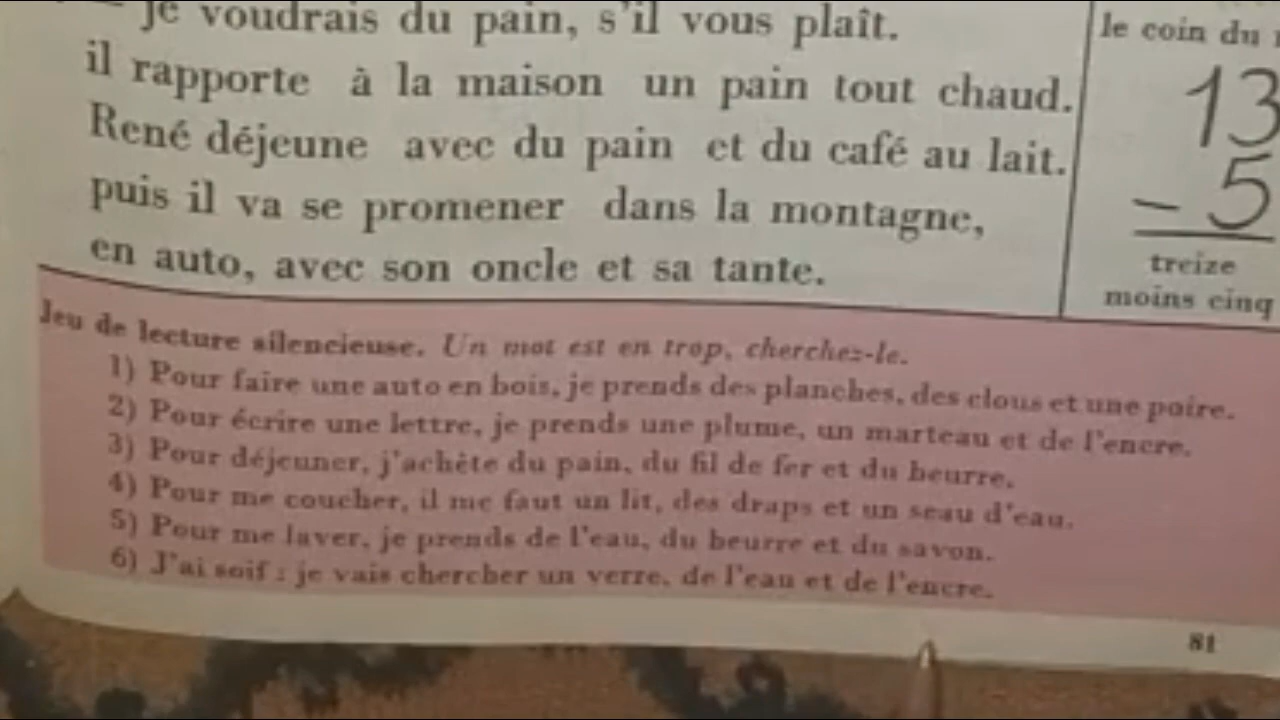 je voudrais du pain, s'il vous plaît.
il rapporte à la maison un pain tout chaud.
René déjeune avec du pain et du café au lait.
puis il va se promener dans la montagne,
en auto, avec son oncle et sa tante.
le coin du
13
- 5
treize
moins cinq
Jeu de lecture silencieuse. Un mot est en trop, cherchez-le.
1) Pour faire une auto en bois, je prends des planches, des clous et une poire.
2) Pour écrire une lettre, je prends une plume, un marteau et de l'encre.
3) Pour déjeuner, j'achète du pain, du fil de fer et du beurre.
4) Pour me coucher, il me faut un lit, des draps et un seau d'eau.
5) Pour me laver, je prends de l'eau, du beurre et du savon.
6) J'ai soif : je vais chercher un verre, de l'eau et de l'encre.
81